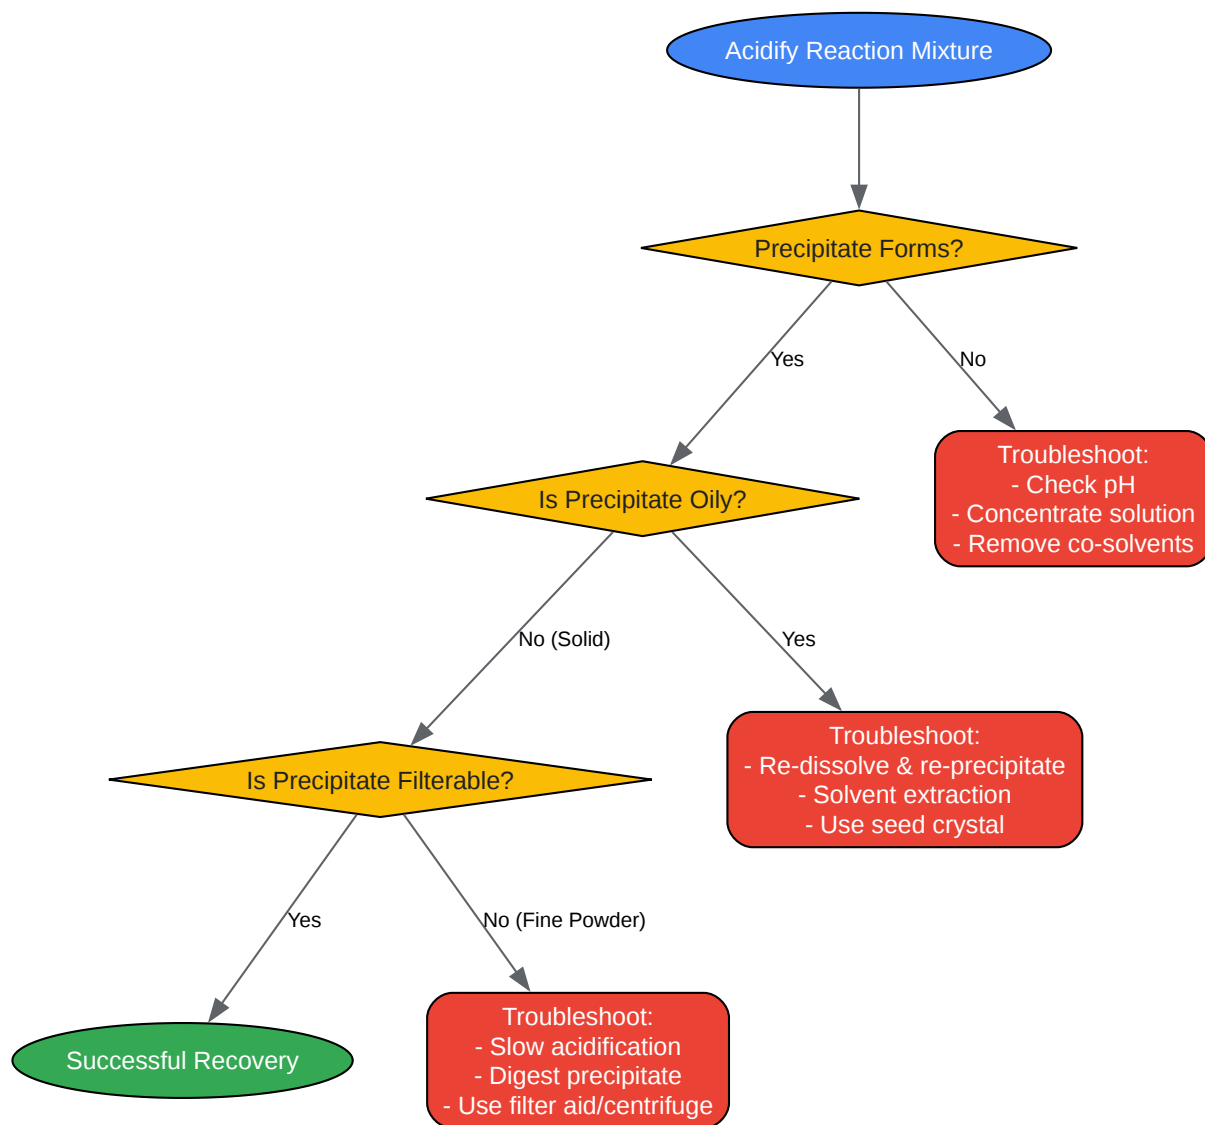 Acidify Reaction Mixture
Precipitate Forms?
Yes
No
Troubleshoot:
- Check pH
- Concentrate solution
- Remove co-solvents
Is Precipitate Oily?
No (Solid)
Yes
Troubleshoot:
- Re-dissolve & re-precipitate
- Solvent extraction
- Use seed crystal
Is Precipitate Filterable?
Yes
No (Fine Powder)
Successful Recovery
Troubleshoot:
- Slow acidification
- Digest precipitate
- Use filter aid/centrifuge